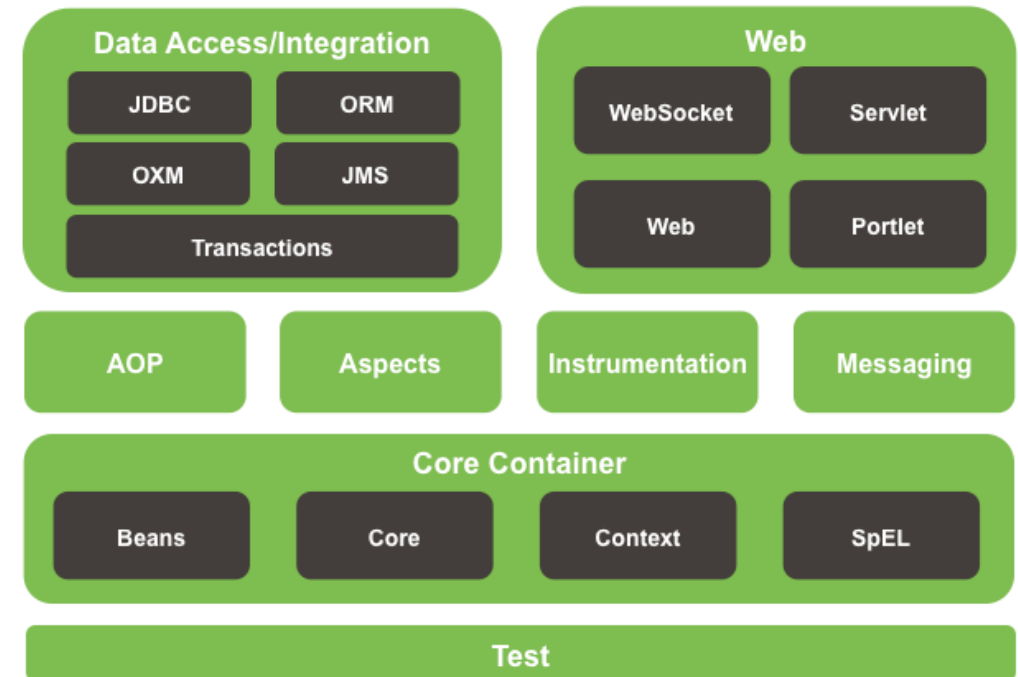 Data Access/Integration
JDBC
ORM
OXM
JMS
Transactions
Web
WebSocket
Servlet
Web
Portlet
AOP
Aspects
Instrumentation
Messaging
Core Container
Beans
Core
Context
SpEL
Test